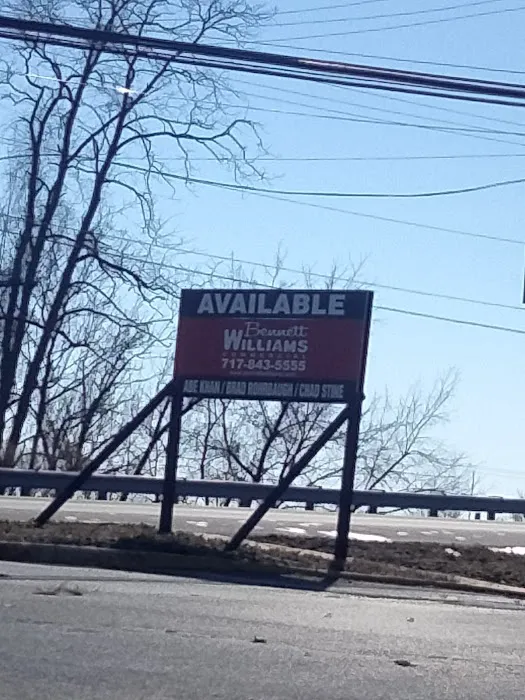 AVAILABLE
Bennett
WILLIAMS
COMMERCIAL
717-843-5555
ABE KHAN / BRAD ROHRBAUGH / CHAD STINE